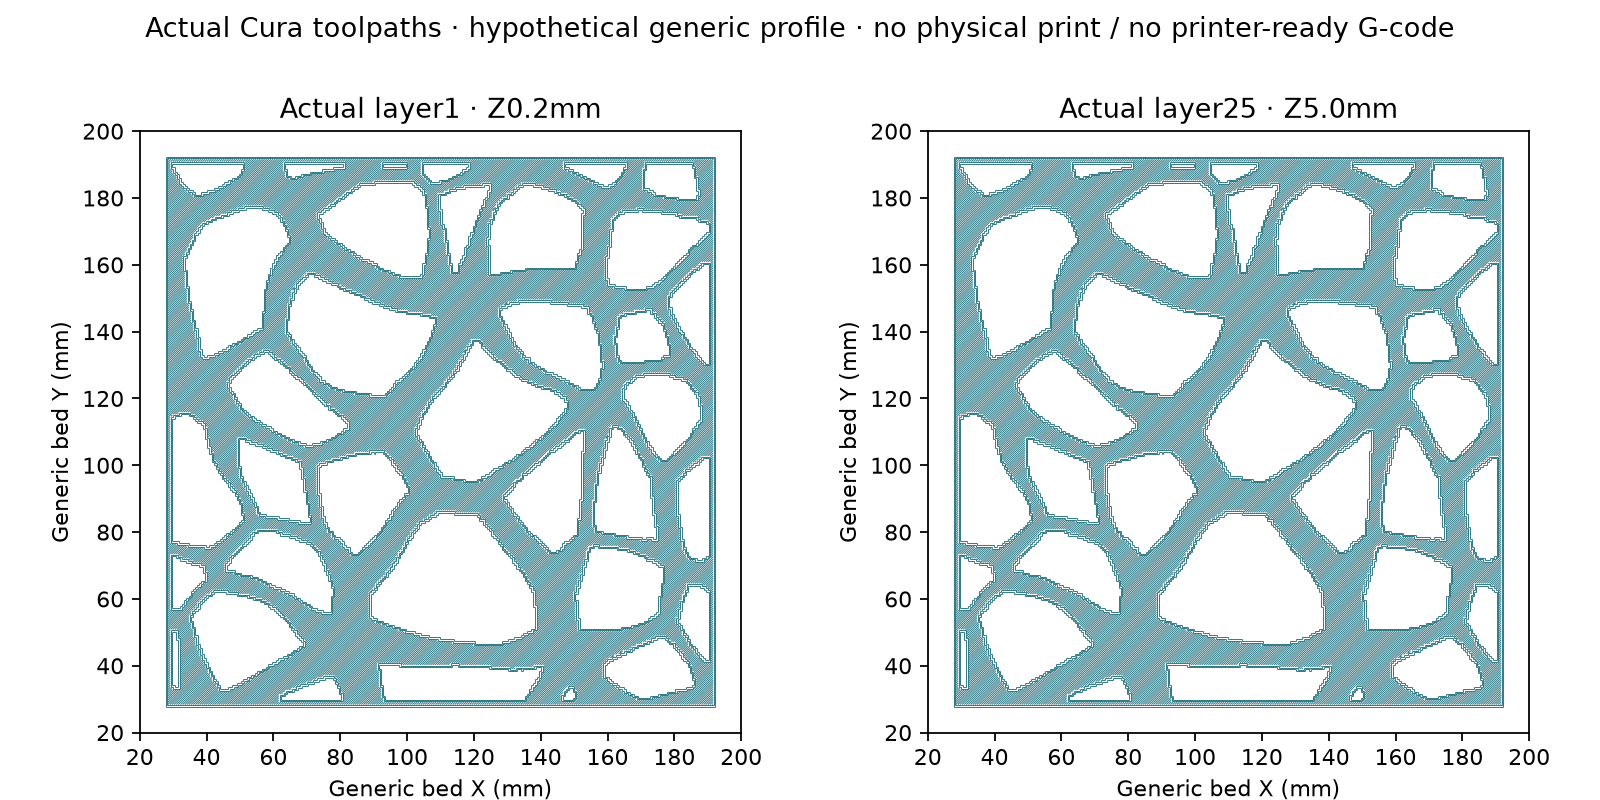 Actual Cura toolpaths · hypothetical generic profile · no physical print / no printer-ready G-code
Actual layer1 · Z0.2mm
200
180
160
140
120
100
80
60
40
20
Generic bed Y (mm)
20 40 60 80 100 120 140 160 180 200
Generic bed X (mm)
Actual layer25 · Z5.0mm
200
180
160
140
120
100
80
60
40
20
Generic bed Y (mm)
20 40 60 80 100 120 140 160 180 200
Generic bed X (mm)